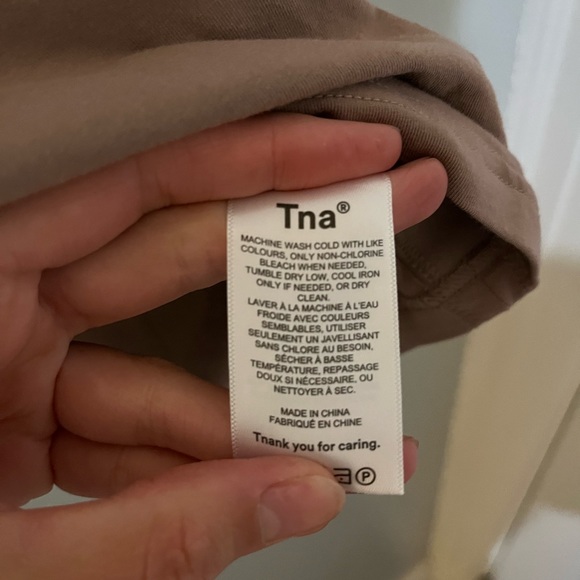 Tna®
MACHINE WASH COLD WITH LIKE
COLOURS, ONLY NON-CHLORINE
BLEACH WHEN NEEDED,
TUMBLE DRY LOW, COOL IRON
ONLY IF NEEDED, OR DRY
CLEAN.
LAVER À LA MACHINE À L'EAU
FROIDE AVEC COULEURS
SEMBLABLES, UTILISER
SEULEMENT UN JAVELLISANT
SANS CHLORE AU BESOIN,
SÉCHER À BASSE
TEMPÉRATURE, REPASSAGE
DOUX SI NÉCESSAIRE, OU
NETTOYER À SEC.
MADE IN CHINA
FABRIQUÉ EN CHINE
Tnank you for caring.
P